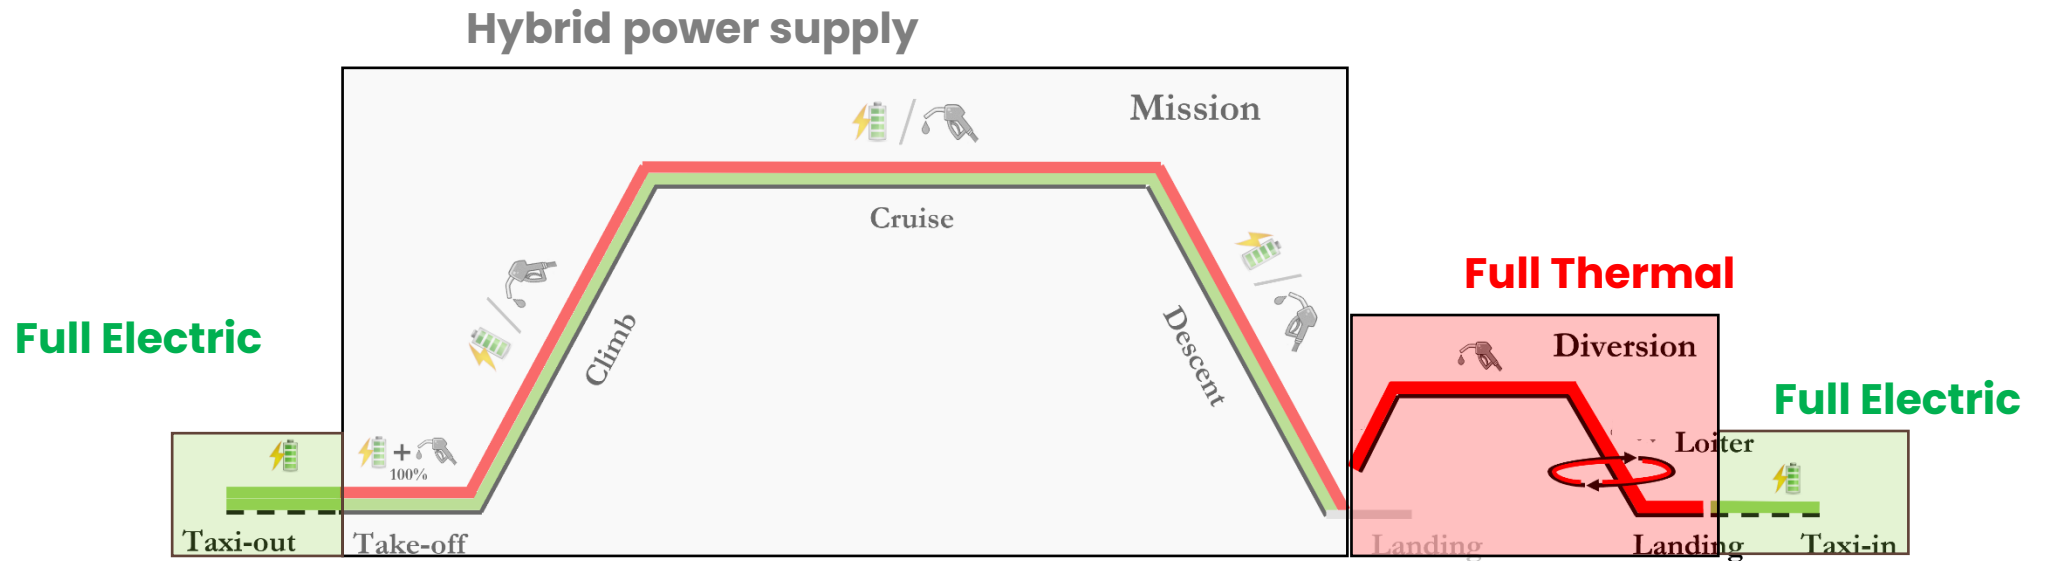 Hybrid power supply
Mission
Cruise
Full Thermal
Climb
Descent
Full Electric
Diversion
Full Electric
Loiter
+
100%
Taxi-out
Take-off
Landing
Landing
Taxi-in